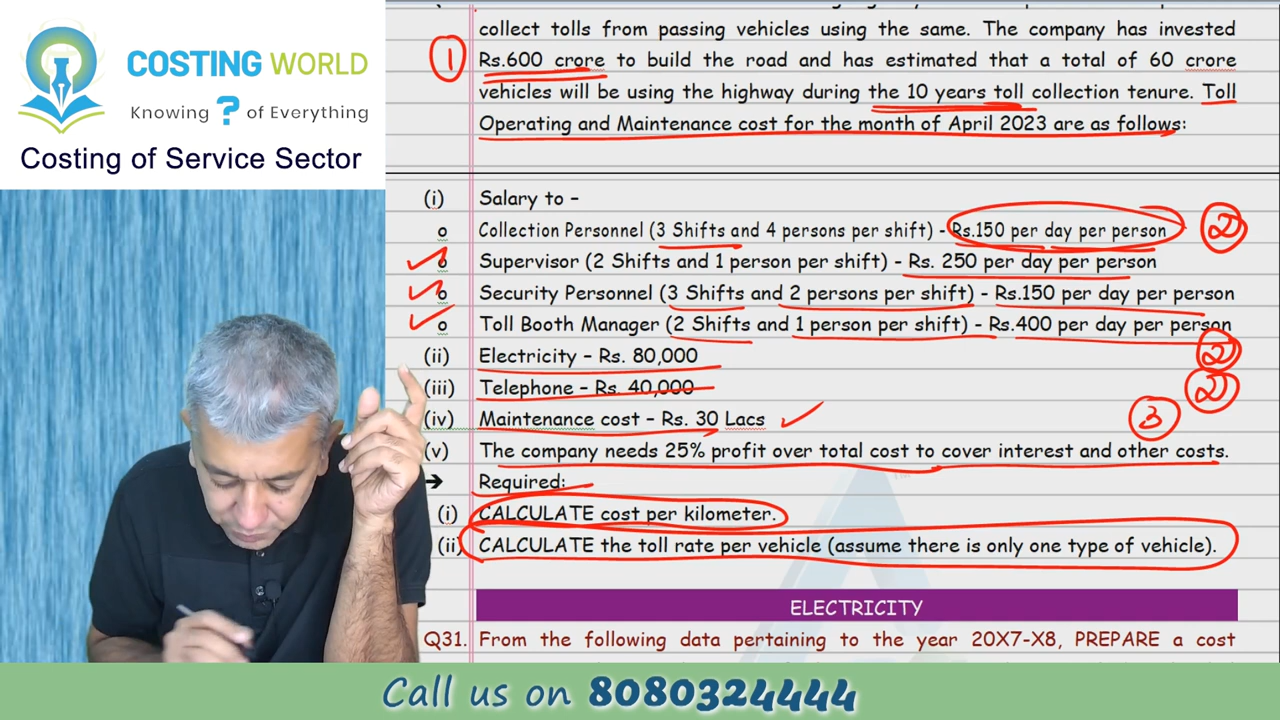 collect tolls from passing vehicles using the same. The company has invested
① Rs.600 crore to build the road and has estimated that a total of 60 crore
vehicles will be using the highway during the 10 years toll collection tenure. Toll
Operating and Maintenance cost for the month of April 2023 are as follows:
COSTING WORLD
Knowing ? of Everything
Costing of Service Sector
(i) Salary to –
o Collection Personnel (3 Shifts and 4 persons per shift) - Rs.150 per day per person ②
o Supervisor (2 Shifts and 1 person per shift) - Rs. 250 per day per person
o Security Personnel (3 Shifts and 2 persons per shift) - Rs.150 per day per person
o Toll Booth Manager (2 Shifts and 1 person per shift) - Rs.400 per day per person
(ii) Electricity – Rs. 80,000 ②
(iii) Telephone – Rs. 40,000 ②
(iv) Maintenance cost – Rs. 30 Lacs ③
(v) The company needs 25% profit over total cost to cover interest and other costs.
➔ Required:
(i) CALCULATE cost per kilometer.
(ii) CALCULATE the toll rate per vehicle (assume there is only one type of vehicle).
ELECTRICITY
Q31. From the following data pertaining to the year 20X7-X8, PREPARE a cost
Call us on 8080324444